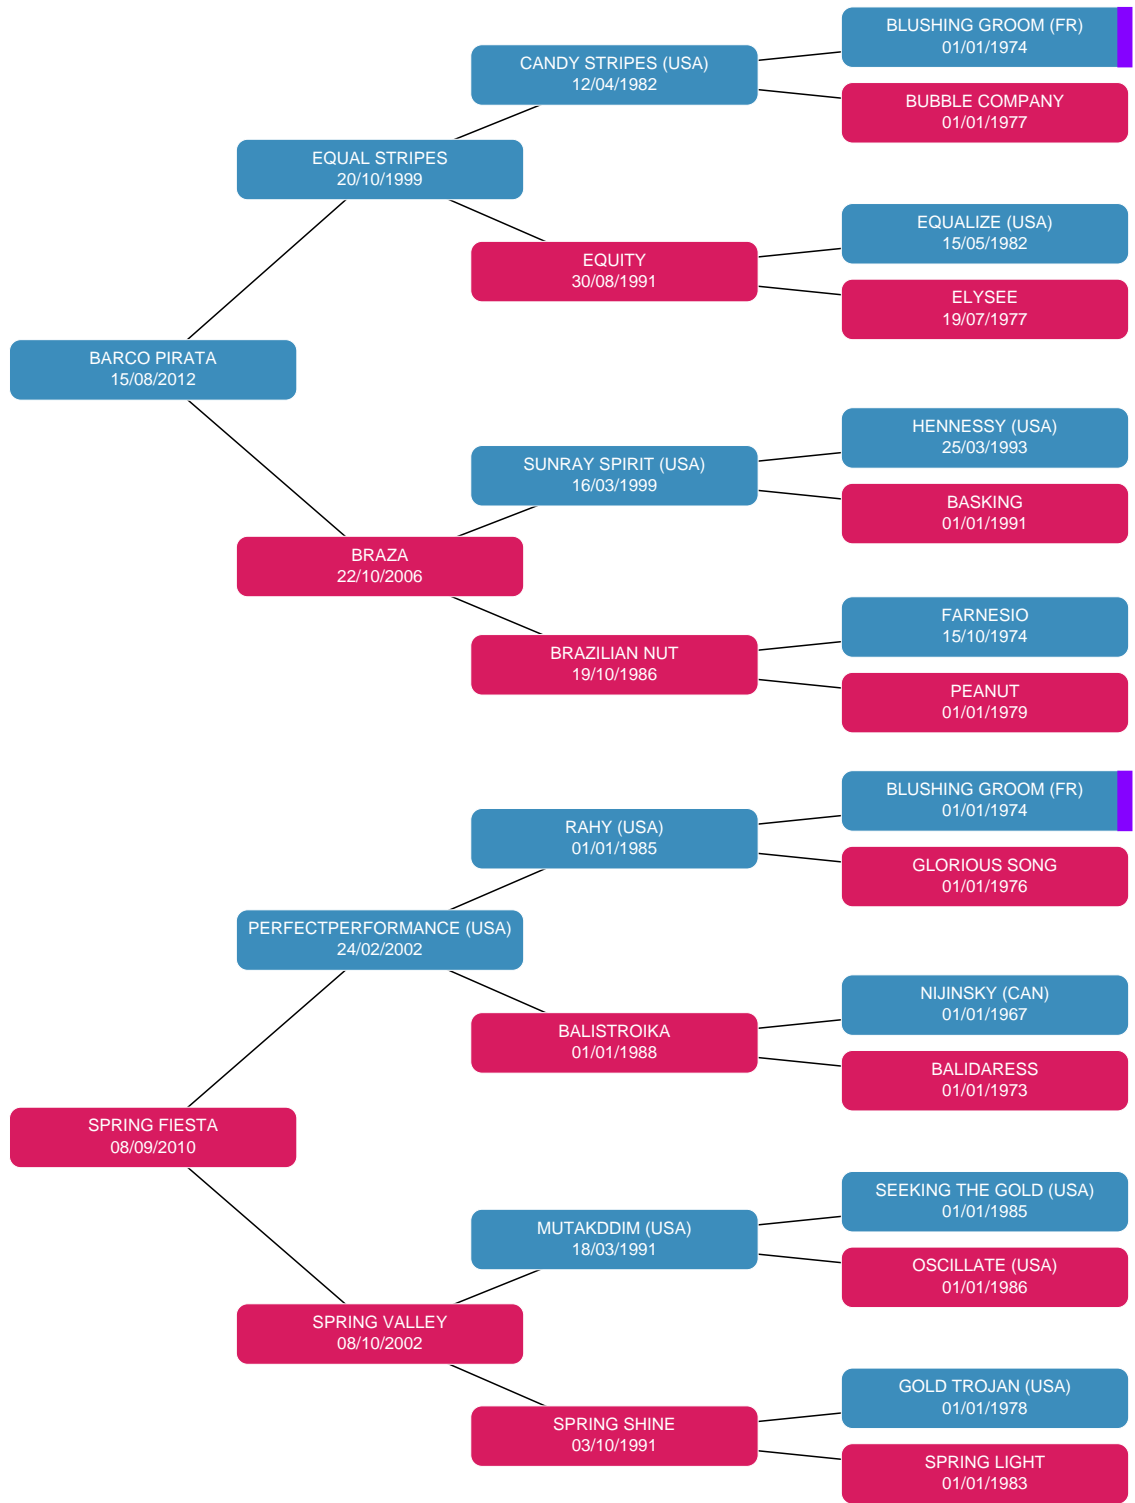 BLUSHING GROOM (FR)
01/01/1974
CANDY STRIPES (USA)
12/04/1982
BUBBLE COMPANY
01/01/1977
EQUAL STRIPES
20/10/1999
EQUALIZE (USA)
15/05/1982
EQUITY
30/08/1991
ELYSEE
19/07/1977
BARCO PIRATA
15/08/2012
HENNESSY (USA)
25/03/1993
SUNRAY SPIRIT (USA)
16/03/1999
BASKING
01/01/1991
BRAZA
22/10/2006
FARNESIO
15/10/1974
BRAZILIAN NUT
19/10/1986
PEANUT
01/01/1979
BLUSHING GROOM (FR)
01/01/1974
RAHY (USA)
01/01/1985
GLORIOUS SONG
01/01/1976
PERFECTPERFORMANCE (USA)
24/02/2002
NIJINSKY (CAN)
01/01/1967
BALISTROIKA
01/01/1988
BALIDARESS
01/01/1973
SPRING FIESTA
08/09/2010
SEEKING THE GOLD (USA)
01/01/1985
MUTAKDDIM (USA)
18/03/1991
OSCILLATE (USA)
01/01/1986
SPRING VALLEY
08/10/2002
GOLD TROJAN (USA)
01/01/1978
SPRING SHINE
03/10/1991
SPRING LIGHT
01/01/1983